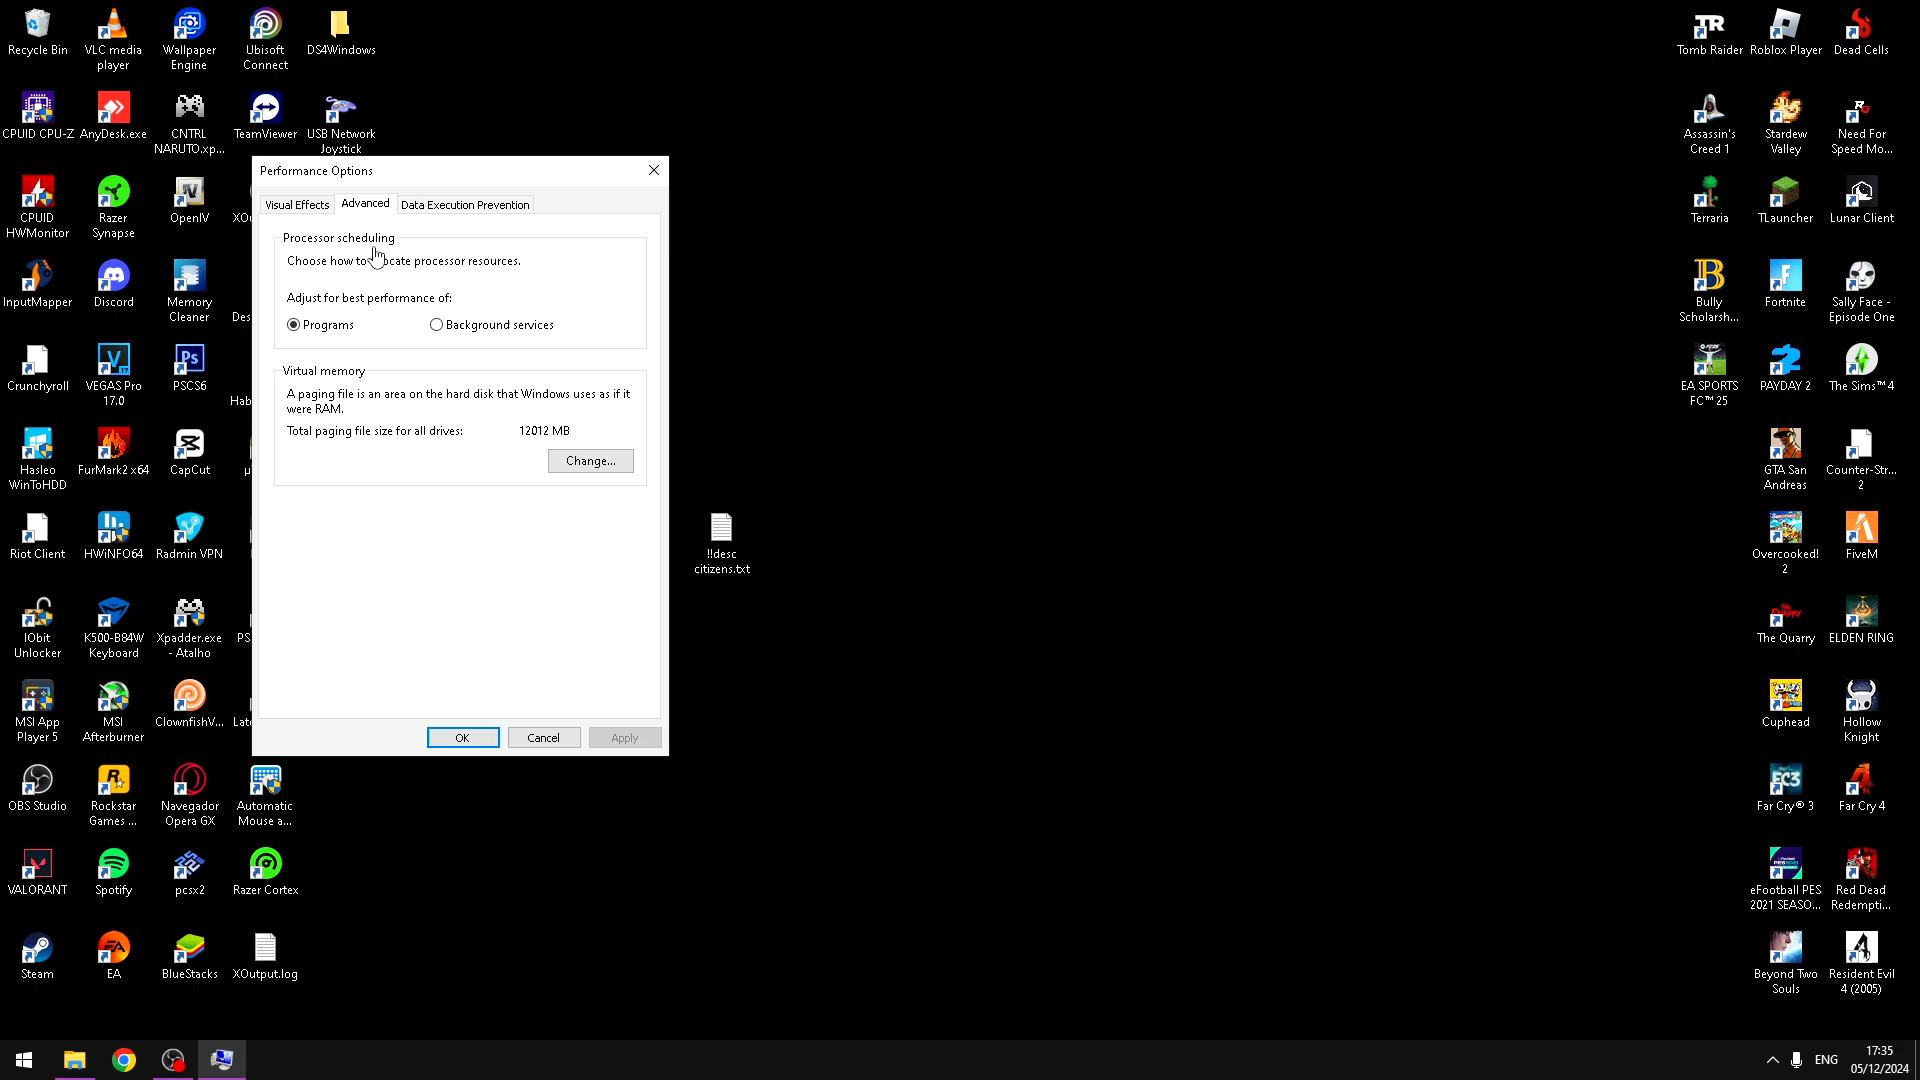 Recycle Bin
VLC media
player
Wallpaper
Engine
Ubisoft
Connect
DS4Windows
CPUID CPU-Z
AnyDesk.exe
CNTRL
NARUTO.xp...
TeamViewer
USB Network
Joystick
CPUID
HWMonitor
Razer
Synapse
OpenIV
XOu
InputMapper
Discord
Memory
Cleaner
Des
Crunchyroll
VEGAS Pro
17.0
PSCS6
Hab
Hasleo
WinToHDD
FurMark2 x64
CapCut
µ
Riot Client
HWiNFO64
Radmin VPN
IObit
Unlocker
K500-B84W
Keyboard
Xpadder.exe
- Atalho
PS
MSI App
Player 5
MSI
Afterburner
ClownfishV...
Late
OBS Studio
Rockstar
Games ...
Navegador
Opera GX
Automatic
Mouse a...
VALORANT
Spotify
pcsx2
Razer Cortex
Steam
EA
BlueStacks
XOutput.log
Performance Options
Visual Effects
Advanced
Data Execution Prevention
Processor scheduling
Choose how to ocate processor resources.
Adjust for best performance of:
Programs
Background services
Virtual memory
A paging file is an area on the hard disk that Windows uses as if it
were RAM.
Total paging file size for all drives:
12012 MB
Change...
OK
Cancel
Apply
!!desc
citizens.txt
Tomb Raider
Roblox Player
Dead Cells
Assassin's
Creed 1
Stardew
Valley
Need For
Speed Mo...
Terraria
TLauncher
Lunar Client
Bully
Scholarsh...
Fortnite
Sally Face -
Episode One
EA SPORTS
FC™ 25
PAYDAY 2
The Sims™ 4
GTA San
Andreas
Counter-Str...
2
Overcooked!
2
FiveM
The Quarry
ELDEN RING
Cuphead
Hollow
Knight
Far Cry® 3
Far Cry 4
eFootball PES
2021 SEASO...
Red Dead
Redempti...
Beyond Two
Souls
Resident Evil
4 (2005)
ENG
17:35
05/12/2024